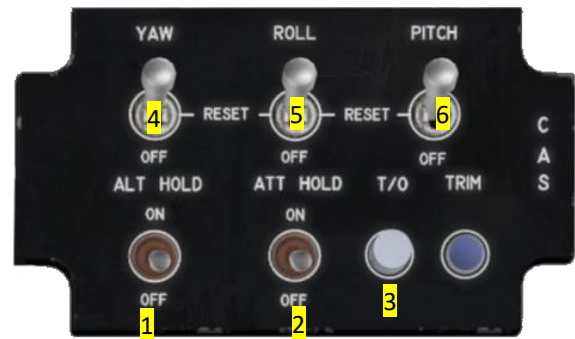 YAW ROLL PITCH
4 RESET 5 RESET 6
OFF OFF OFF
C
A
S
ALT HOLD ATT HOLD T/O TRIM
ON ON
OFF OFF
1 2 3